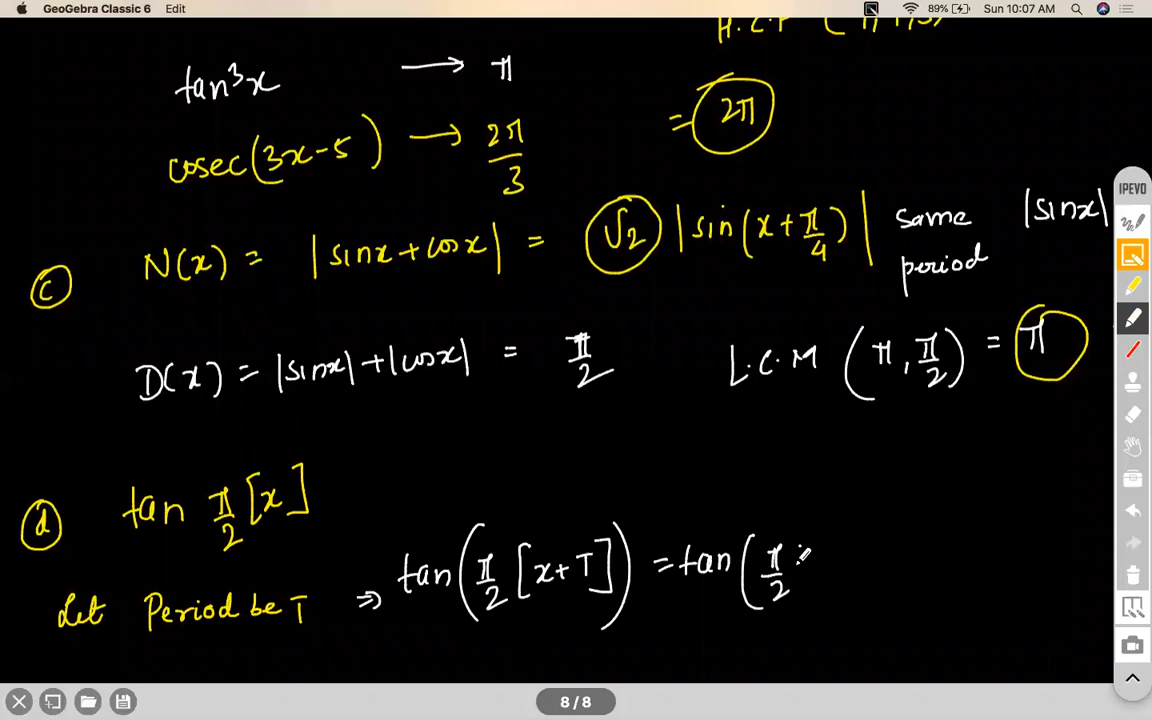 GeoGebra Classic 6 Edit 89% Sun 10:07 AM
H.C.F
tan³x → π
= 2π
cosec(3x-5) → 2π/3
IPEVO
(c) N(x) = |sinx + cosx| = √2 |sin(x + π/4)| same period |sinx|
D(x) = |sinx| + |cosx| = π/2 L.C.M (π, π/2) = π
(d) tan π/2 [x]
Let Period be T ⇒ tan(π/2 [x+T]) = tan(π/2
8 / 8